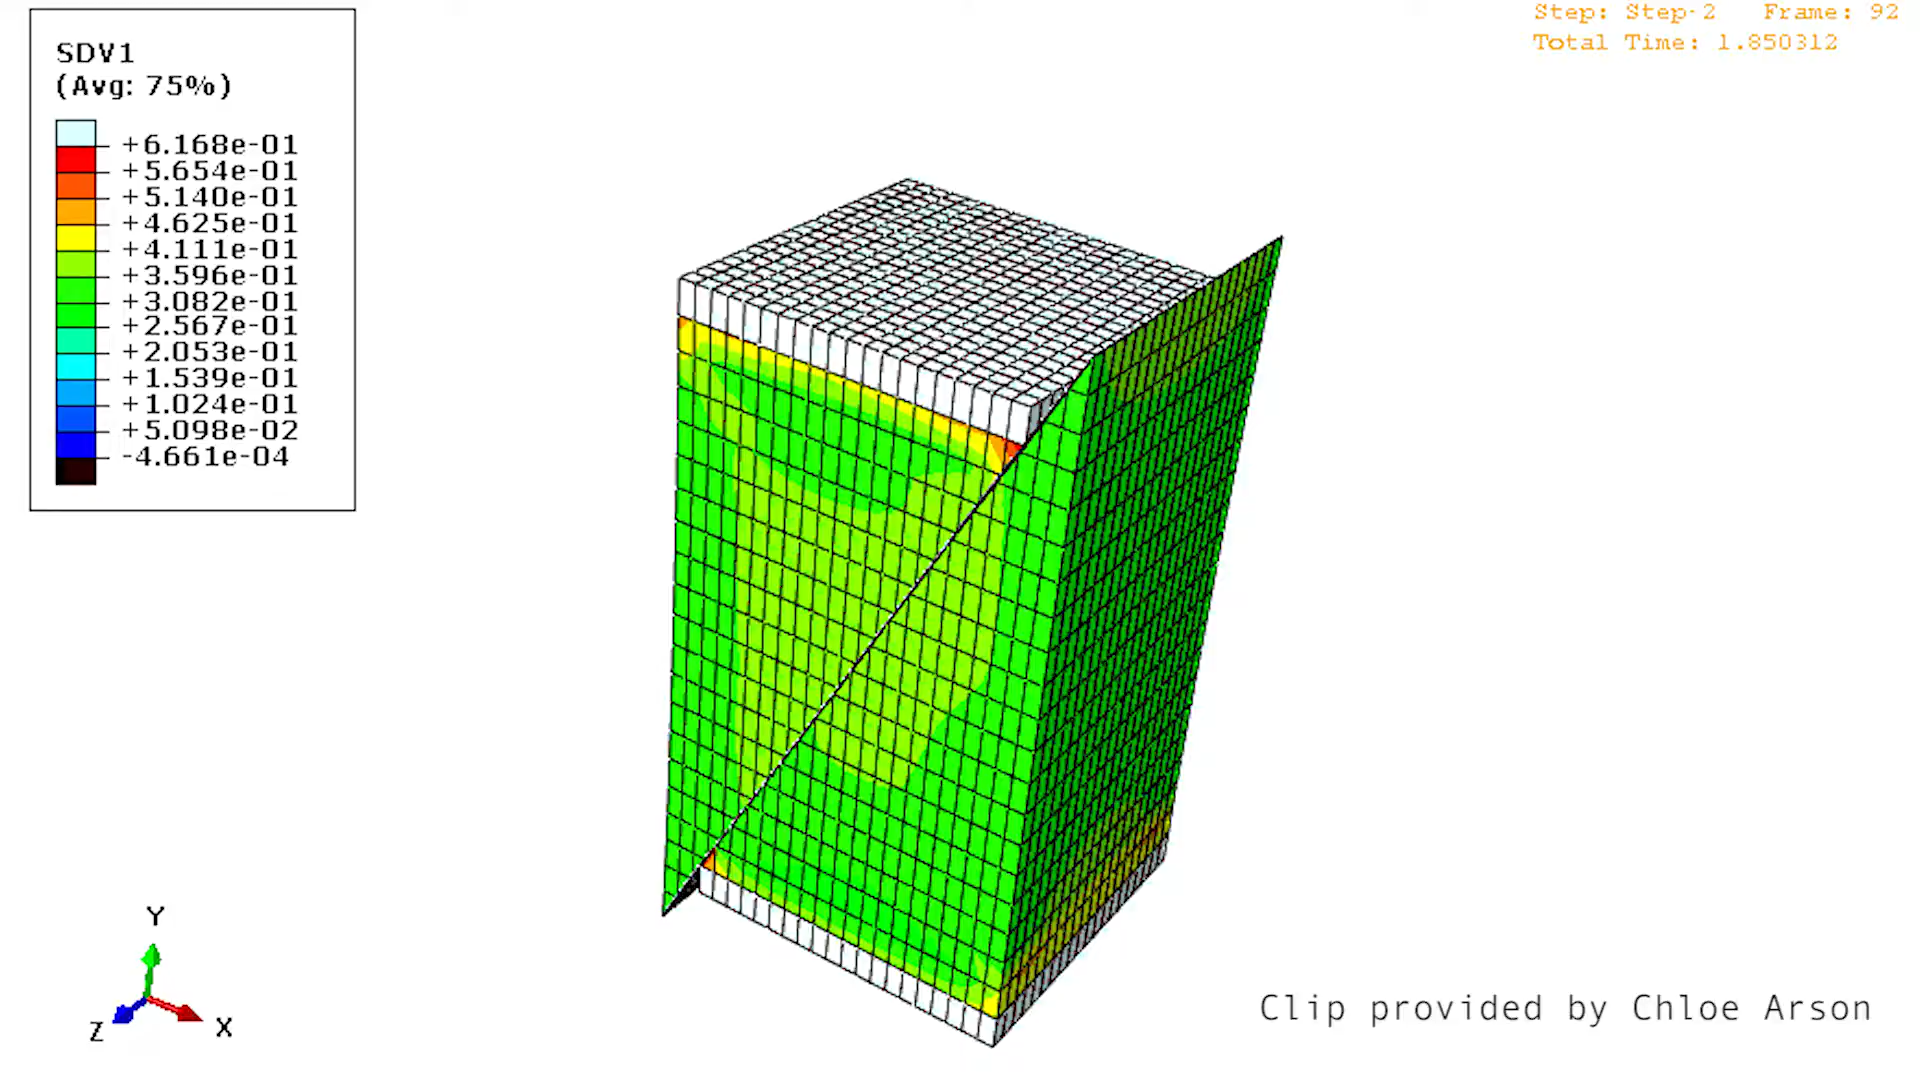 SDV1
(Avg: 75%)
+6.168e-01
+5.654e-01
+5.140e-01
+4.625e-01
+4.111e-01
+3.596e-01
+3.082e-01
+2.567e-01
+2.053e-01
+1.539e-01
+1.024e-01
+5.098e-02
-4.661e-04
Step: Step-2 Frame: 92
Total Time: 1.850312
Y
Z
X
Clip provided by Chloe Arson